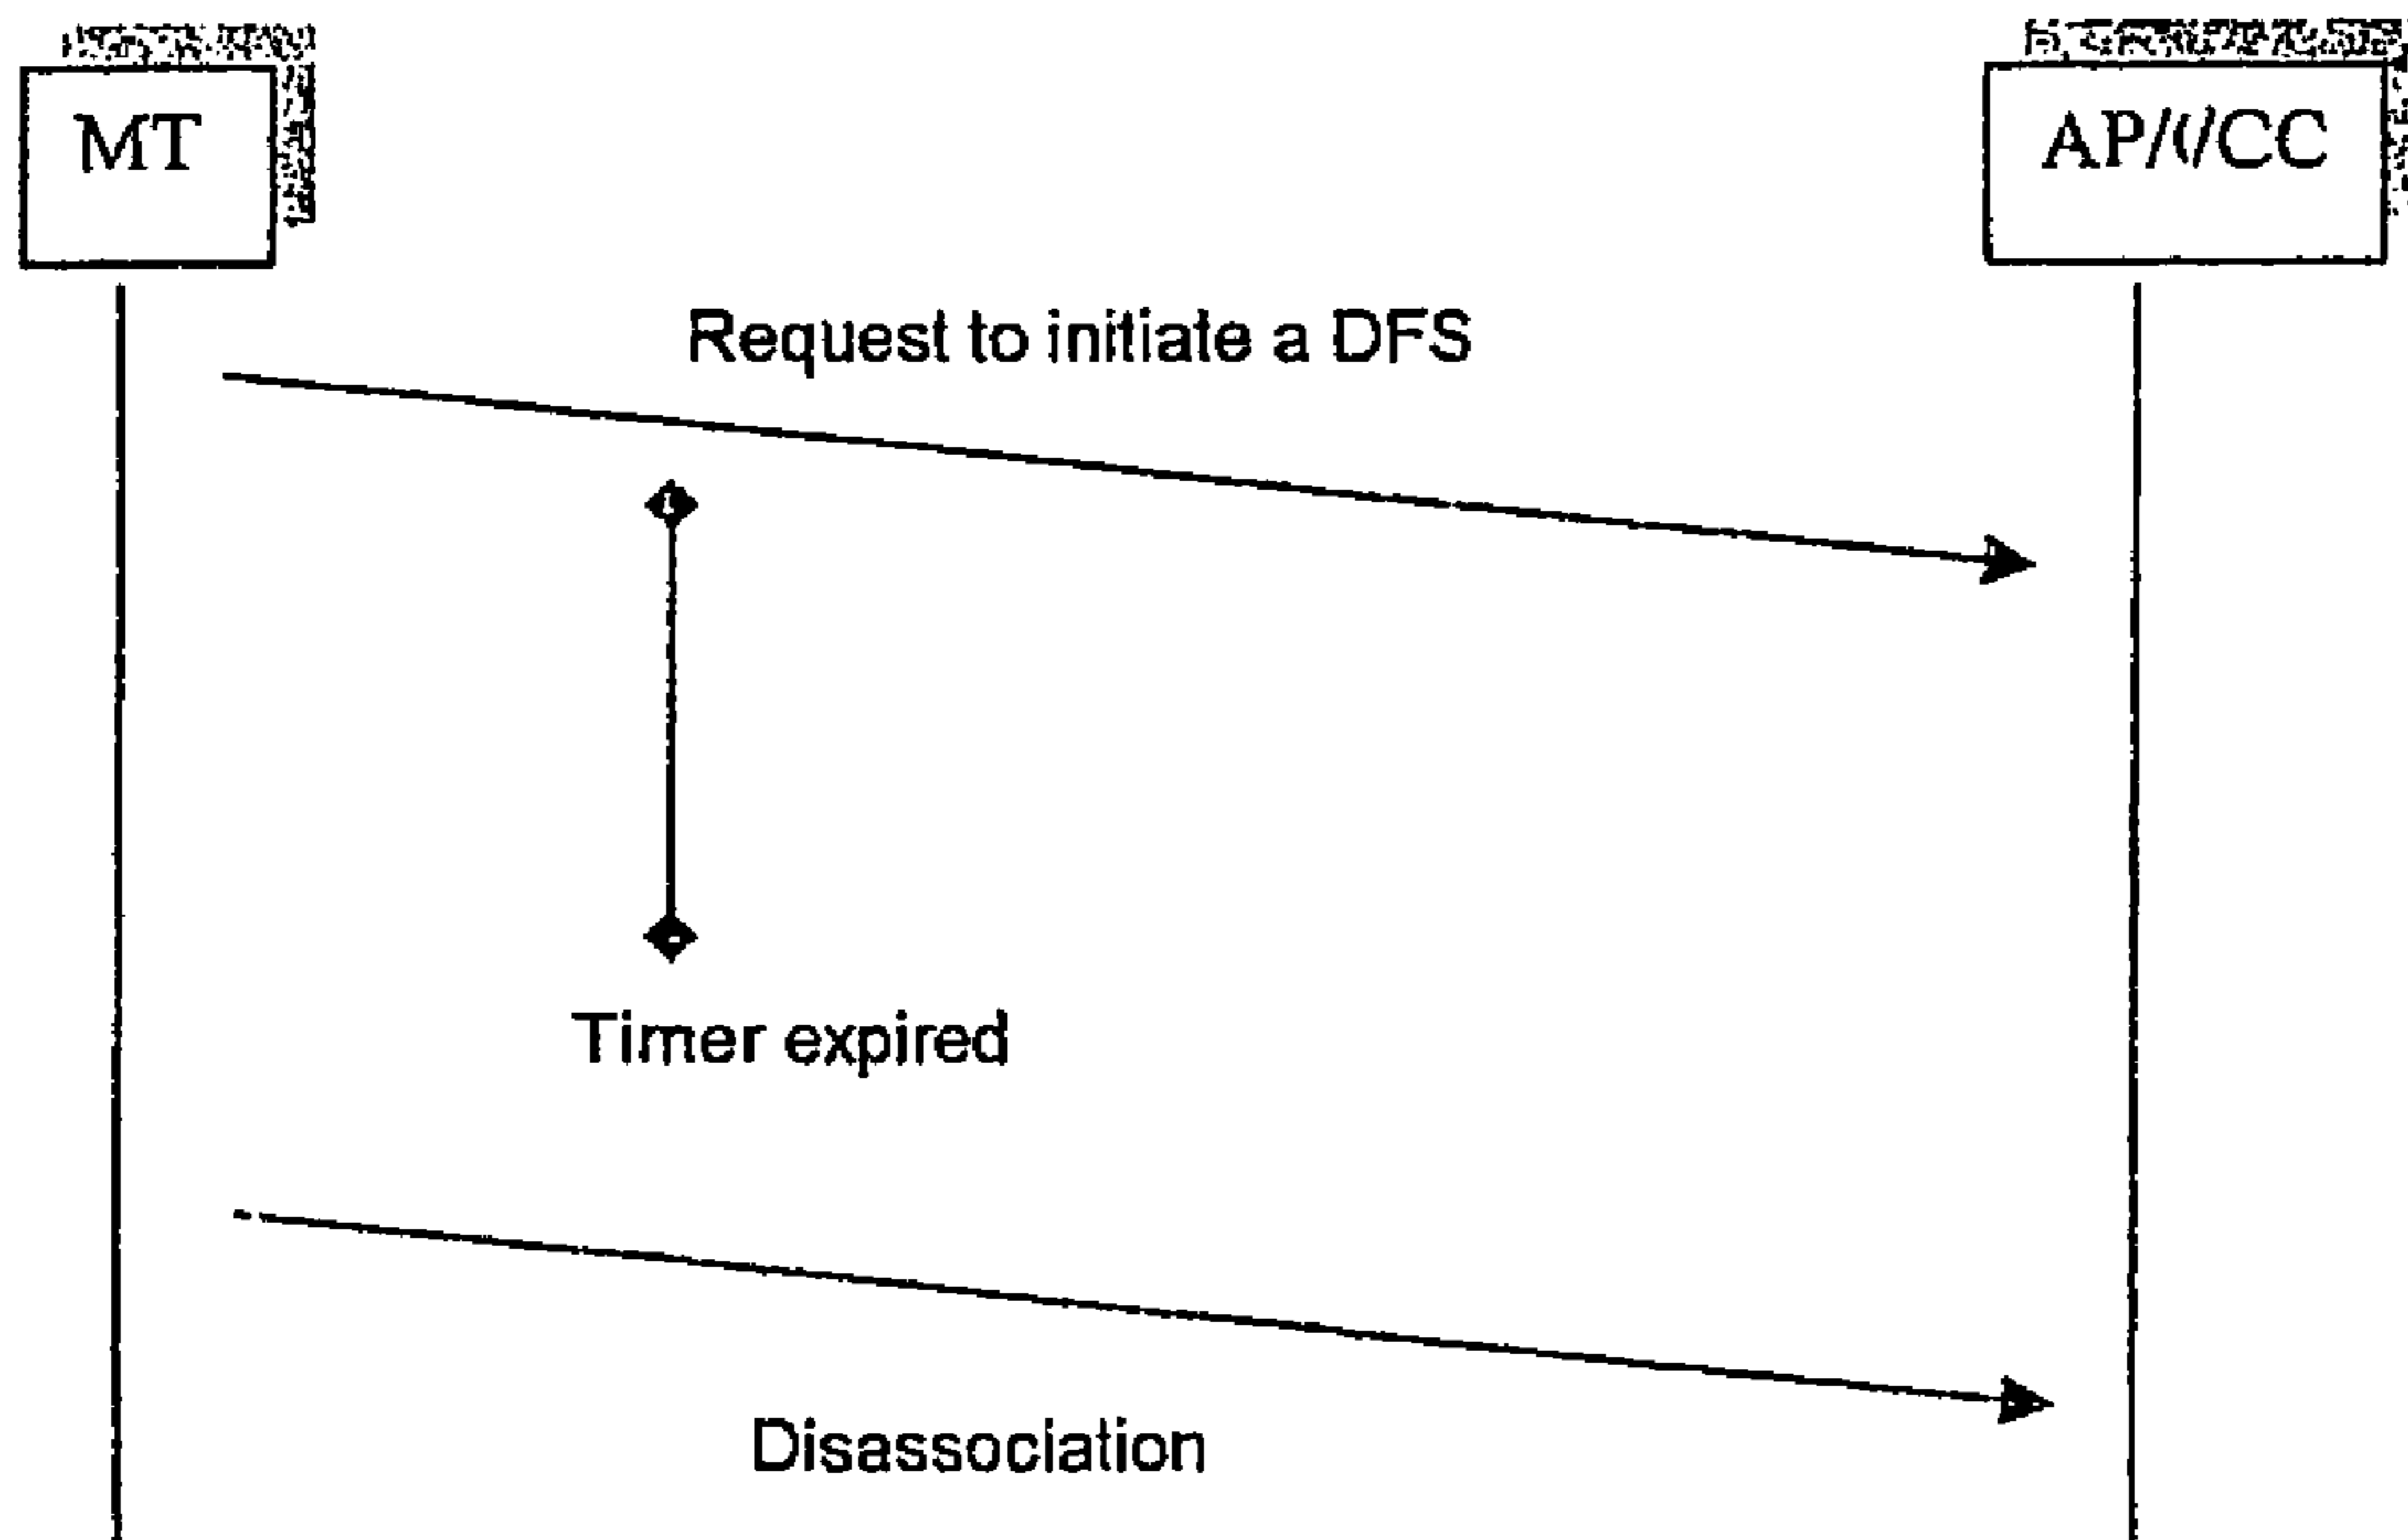 MT
AP/(/CC
Request to initiate a DFS
Timer expired
Disassociation